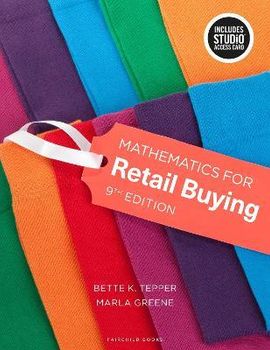 INCLUDES
STUDIO
ACCESS CARD
MATHEMATICS FOR
Retail Buying
9TH EDITION
BETTE K. TEPPER
MARLA GREENE
FAIRCHILD BOOKS